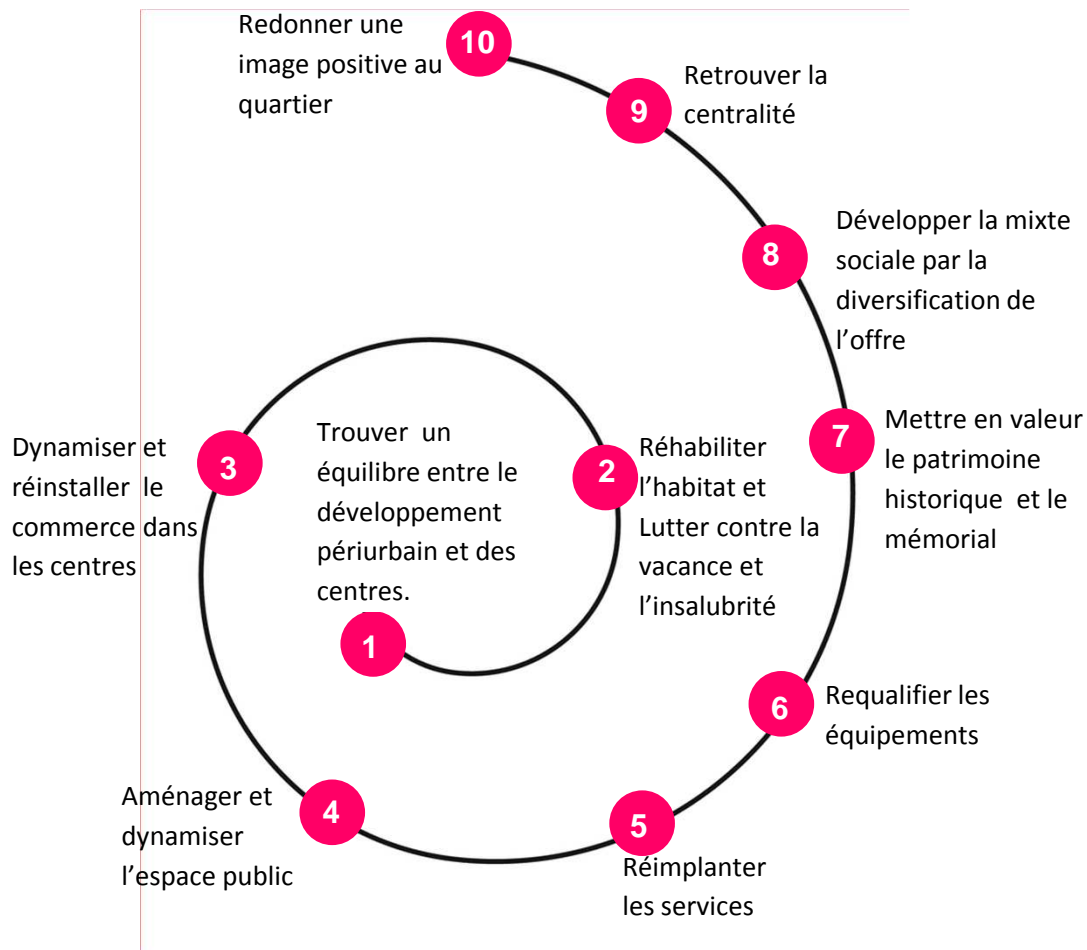 Redonner une
image positive au
quartier
10
9
Retrouver la
centralité
8
Développer la mixte
sociale par la
diversification de
l'offre
7
Mettre en valeur
le patrimoine
historique et le
mémorial
Dynamiser et
réinstaller le
commerce dans
les centres
3
Trouver un
équilibre entre le
développement
périurbain et des
centres.
1
2
Réhabiliter
l'habitat et
Lutter contre la
vacance et
l'insalubrité
6
Requalifier les
équipements
Aménager et
dynamiser
l'espace public
4
5
Réimplanter
les services